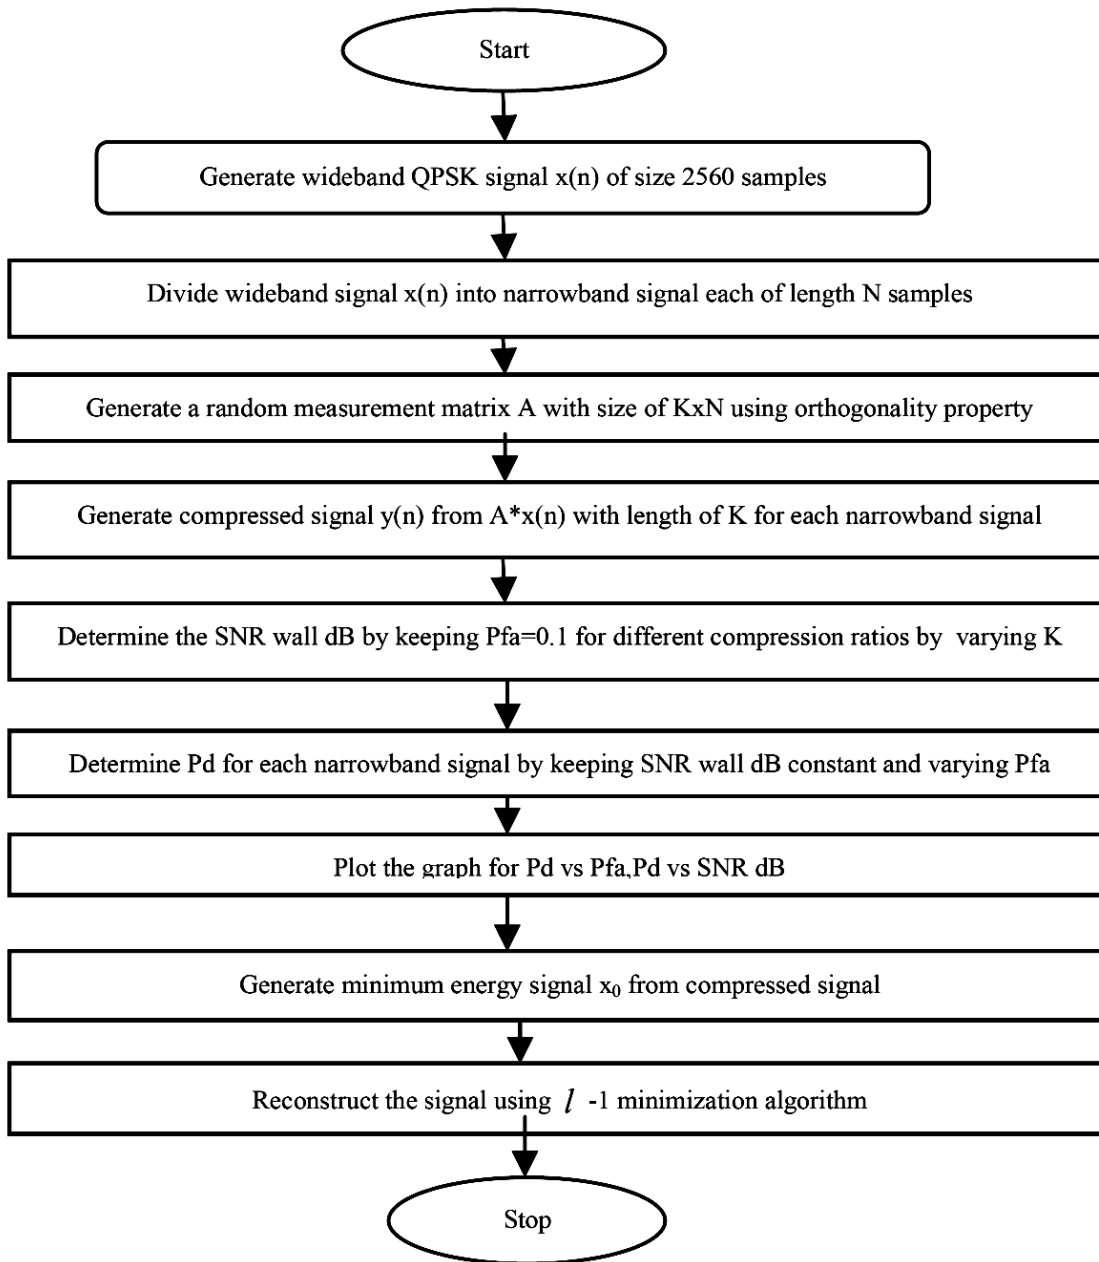 Start
Generate wideband QPSK signal x(n) of size 2560 samples
Divide wideband signal x(n) into narrowband signal each of length N samples
Generate a random measurement matrix A with size of KxN using orthogonality property
Generate compressed signal y(n) from A*x(n) with length of K for each narrowband signal
Determine the SNR wall dB by keeping Pfa=0.1 for different compression ratios by varying K
Determine Pd for each narrowband signal by keeping SNR wall dB constant and varying Pfa
Plot the graph for Pd vs Pfa,Pd vs SNR dB
Generate minimum energy signal x₀ from compressed signal
Reconstruct the signal using l -1 minimization algorithm
Stop